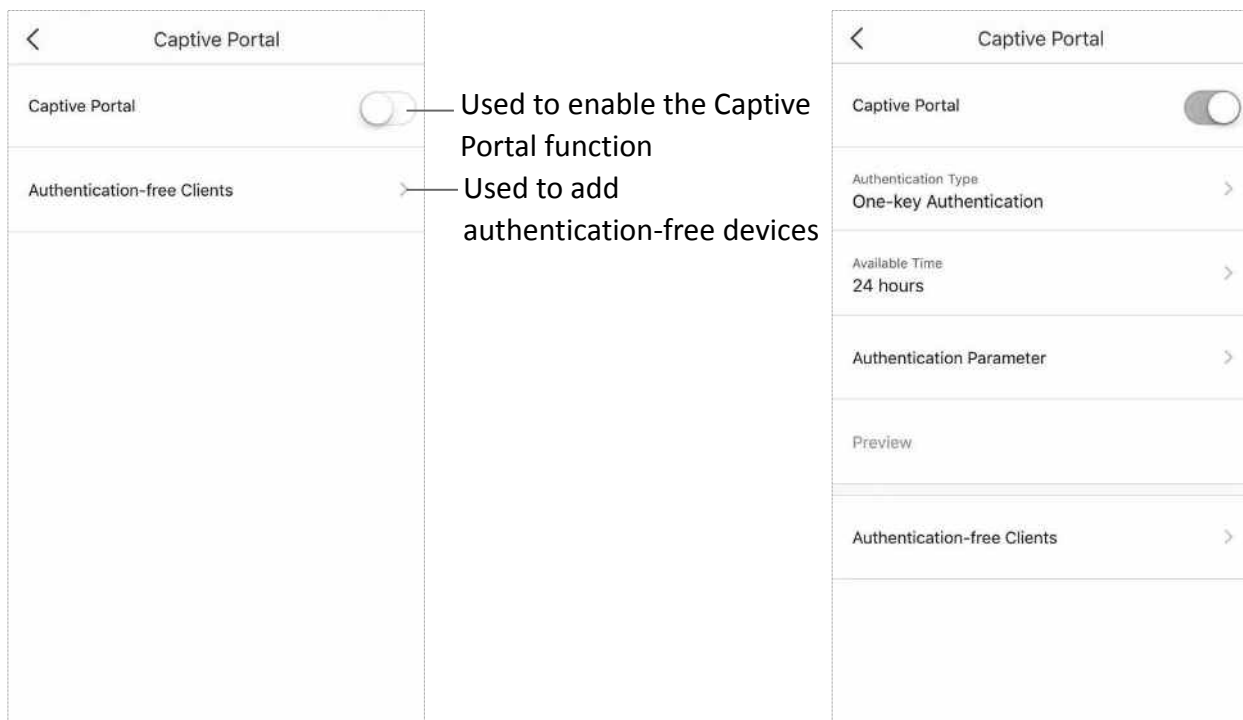 Captive Portal
Captive Portal
Authentication-free Clients
Used to enable the Captive
Portal function
Used to add
authentication-free devices
Captive Portal
Captive Portal
Authentication Type
One-key Authentication
Available Time
24 hours
Authentication Parameter
Preview
Authentication-free Clients